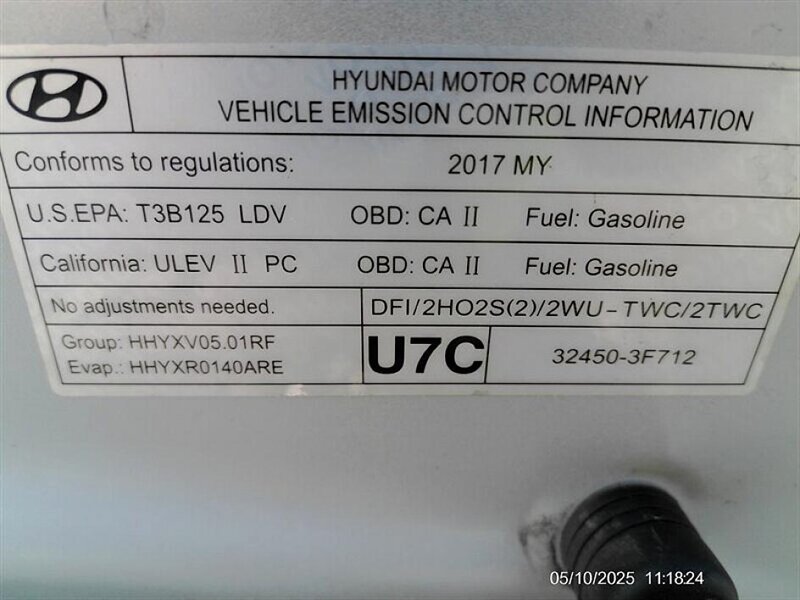 HYUNDAI MOTOR COMPANY
VEHICLE EMISSION CONTROL INFORMATION
Conforms to regulations: 2017 MY
U.S.EPA: T3B125 LDV OBD: CA II Fuel: Gasoline
California: ULEV II PC OBD: CA II Fuel: Gasoline
No adjustments needed. DFI/2HO2S(2)/2WU-TWC/2TWC
Group: HHYXV05.01RF
Evap.: HHYXR0140ARE
U7C
32450-3F712
05/10/2025 11:18:24